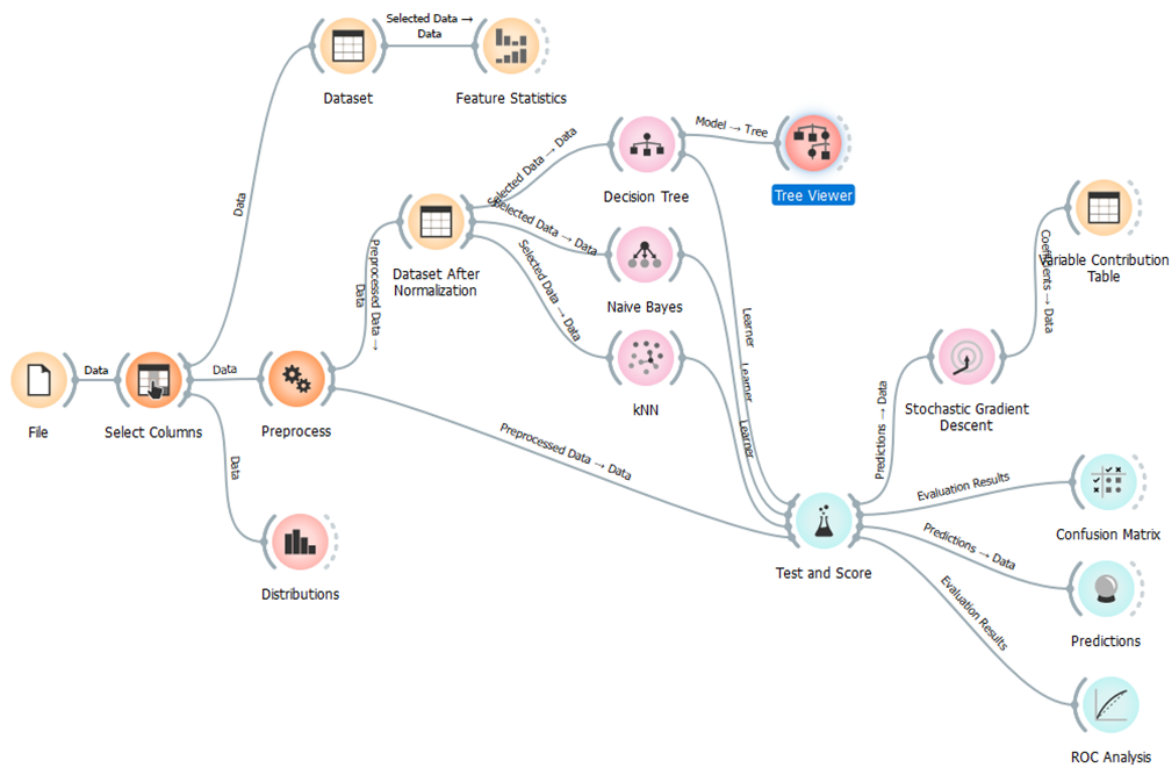 Selected Data →
Data
Dataset
Feature Statistics
Data
Selected Data → Data
Model → Tree
Decision Tree
Tree Viewer
Selected Data → Data
Dataset After
Normalization
Preprocessed Data →
Data
Naive Bayes
Selected Data → Data
kNN
Variable Contribution
Table
Coefficients → Data
Data
File
Select Columns
Data
Preprocess
Data
Distributions
Preprocessed Data → Data
Learner
Learner
Learner
Test and Score
Predictions → Data
Stochastic Gradient
Descent
Evaluation Results
Confusion Matrix
Predictions → Data
Predictions
Evaluation Results
ROC Analysis